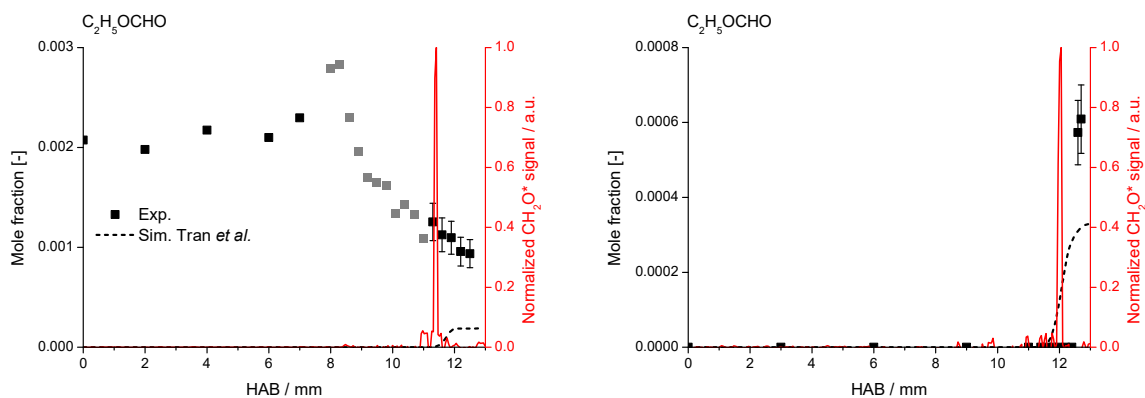 C₂H₅OCHO
0.003
0.002
0.001
0.000
Mole fraction [-]
Exp.
Sim. Tran et al.
0 2 4 6 8 10 12
HAB / mm
1.0
0.8
0.6
0.4
0.2
0.0
Normalized CH₂O* signal / a.u.
C₂H₅OCHO
0.0008
0.0006
0.0004
0.0002
0.0000
Mole fraction [-]
0 2 4 6 8 10 12
HAB / mm
1.0
0.8
0.6
0.4
0.2
0.0
Normalized CH₂O* signal / a.u.